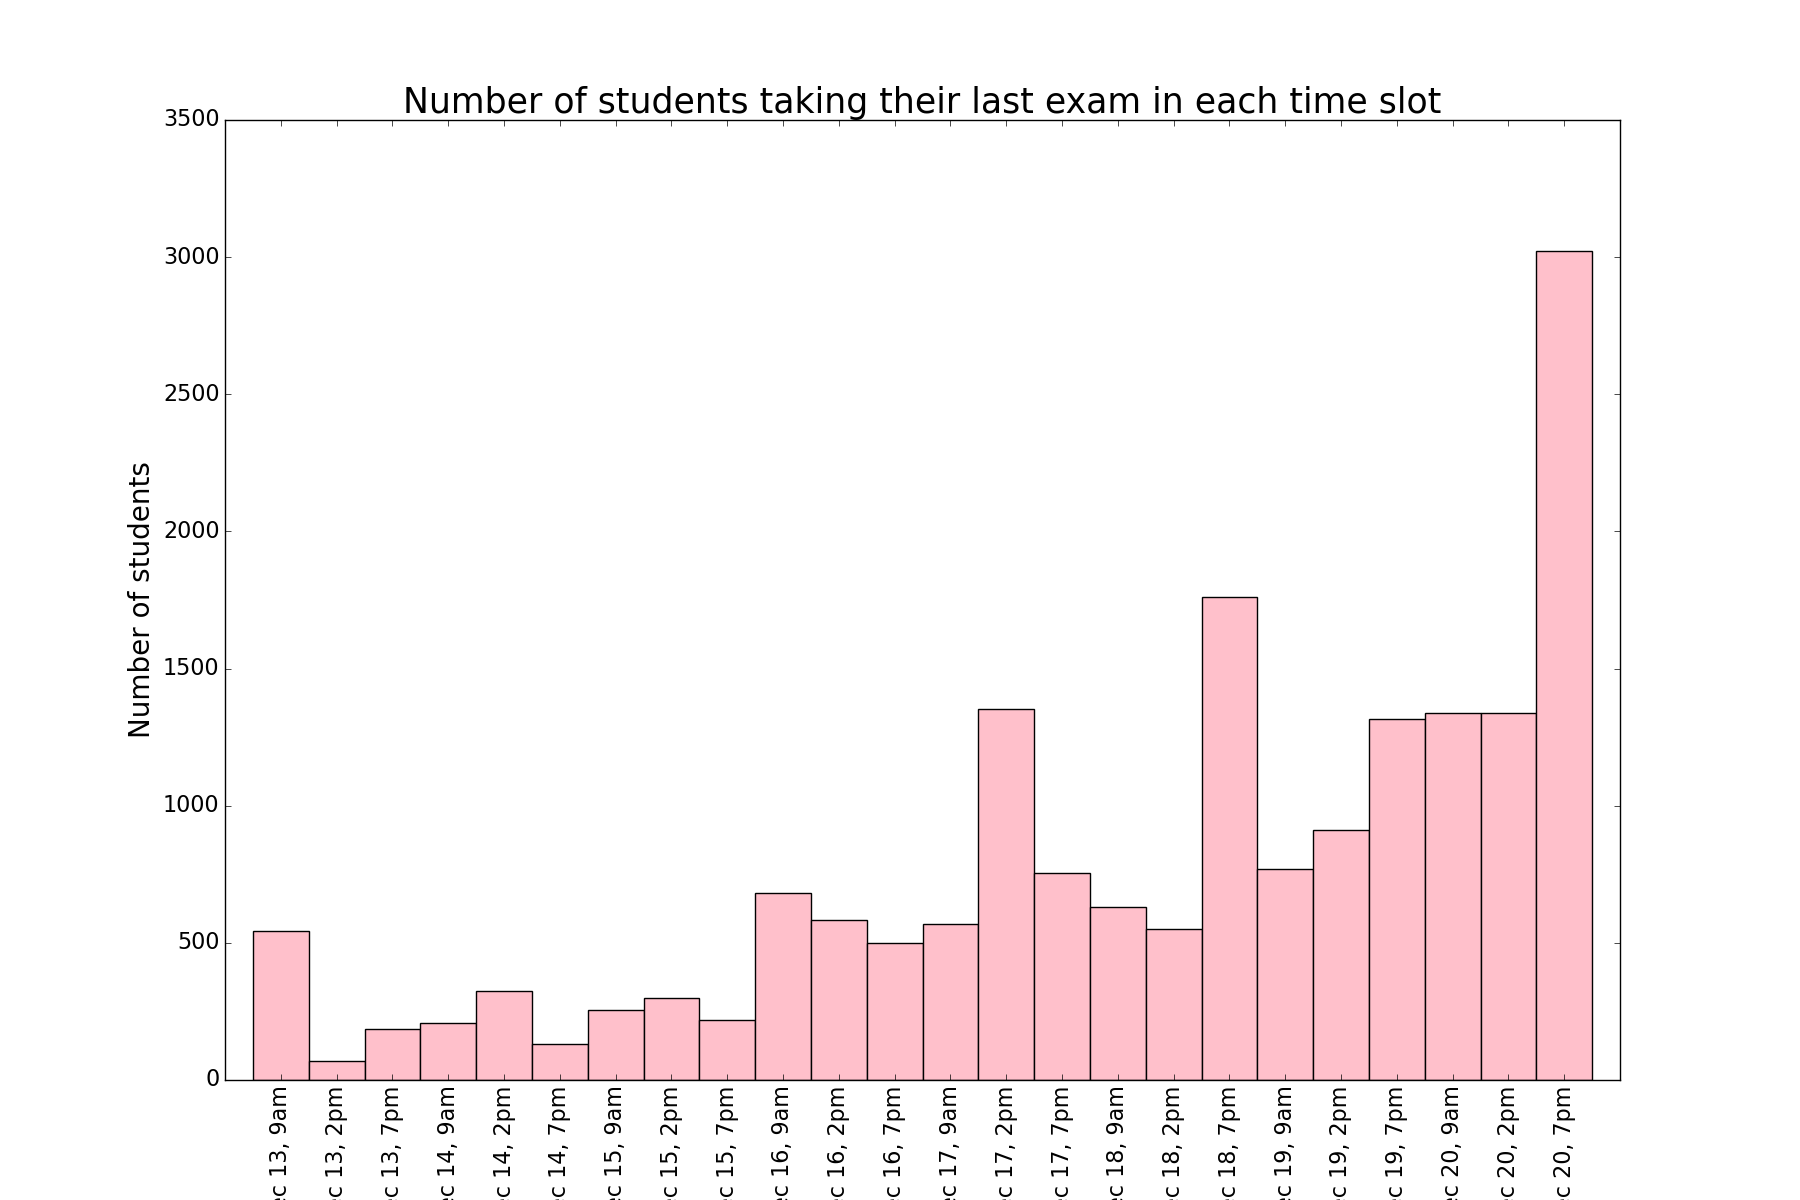 Number of students taking their last exam in each time slot
Number of students
3500
3000
2500
2000
1500
1000
500
0
c 13, 9am
c 13, 2pm
c 13, 7pm
c 14, 9am
c 14, 2pm
c 14, 7pm
c 15, 9am
c 15, 2pm
c 15, 7pm
c 16, 9am
c 16, 2pm
c 16, 7pm
c 17, 9am
c 17, 2pm
c 17, 7pm
c 18, 9am
c 18, 2pm
c 18, 7pm
c 19, 9am
c 19, 2pm
c 19, 7pm
c 20, 9am
c 20, 2pm
c 20, 7pm